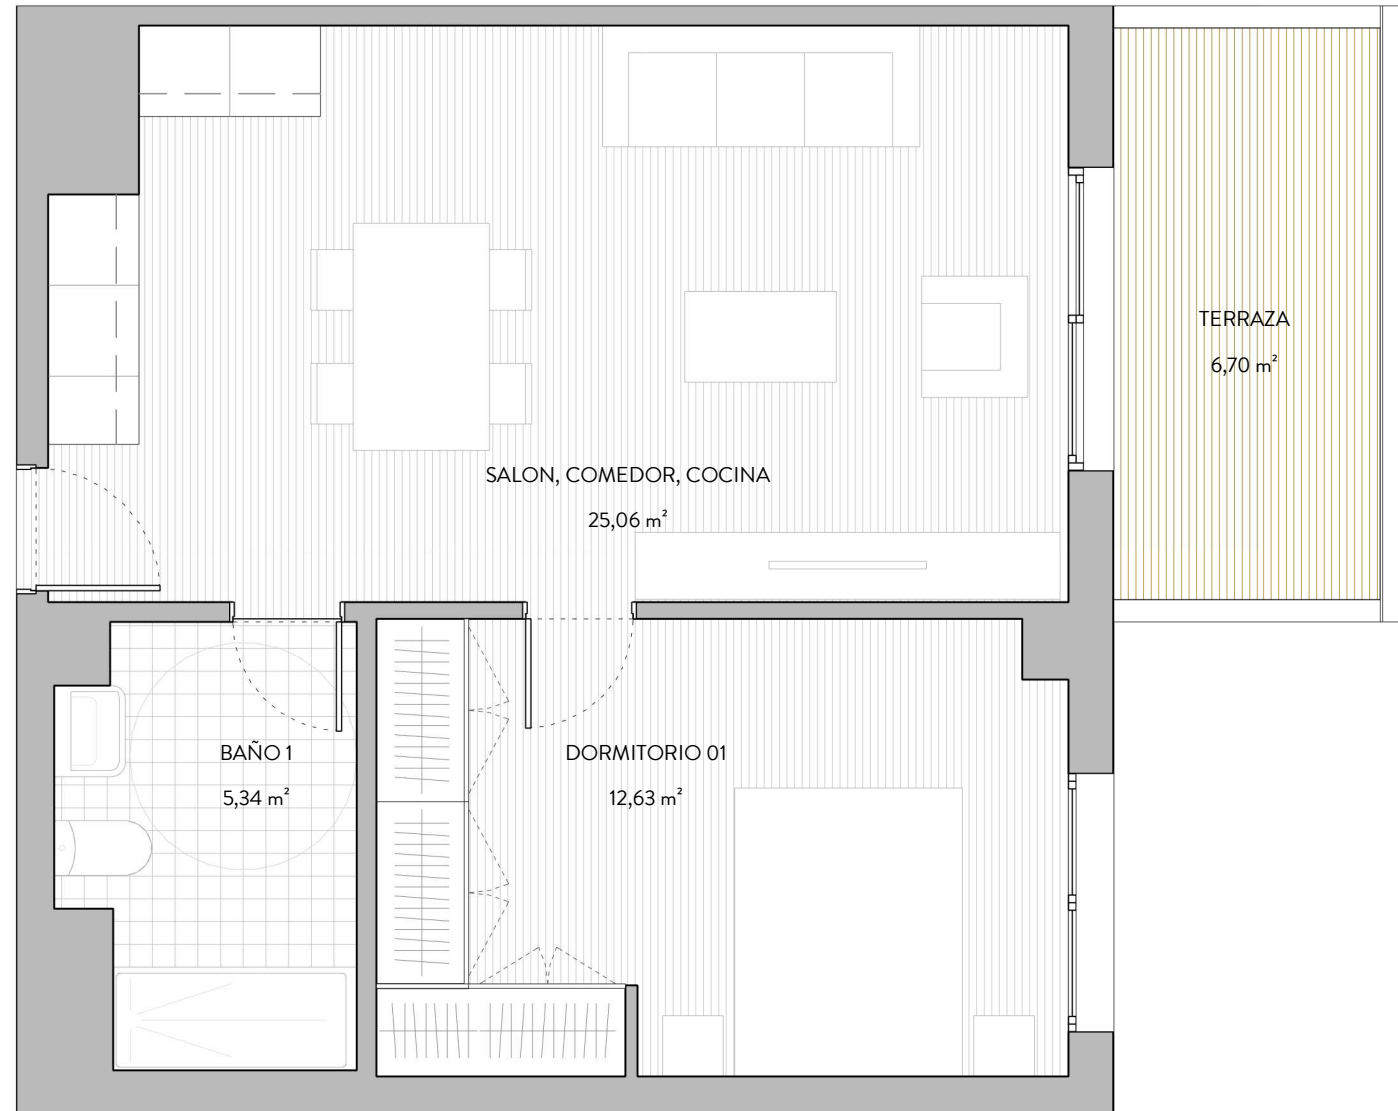 TERRAZA
6,70 m²
SALON, COMEDOR, COCINA
25,06 m²
BAÑO 1
5,34 m²
DORMITORIO 01
12,63 m²